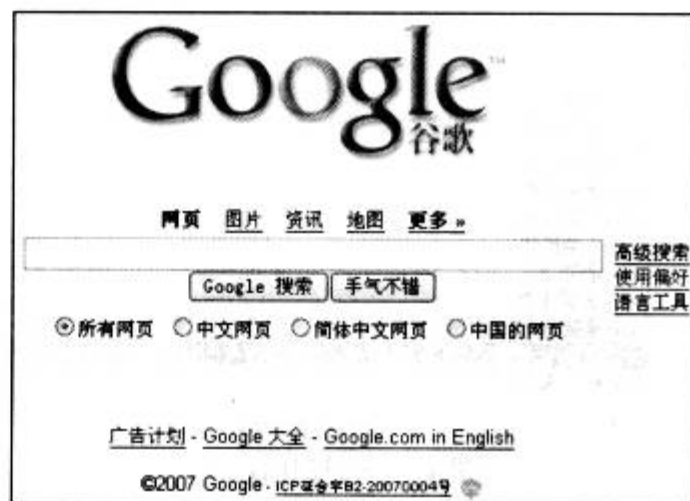 Google™
谷歌
网页 图片 资讯 地图 更多 »
高级搜索
Google 搜索 手气不错 使用偏好
语言工具
所有网页 中文网页 简体中文网页 中国的网页
广告计划 - Google 大全 - Google.com in English
©2007 Google - ICP证合字B2-20070004号